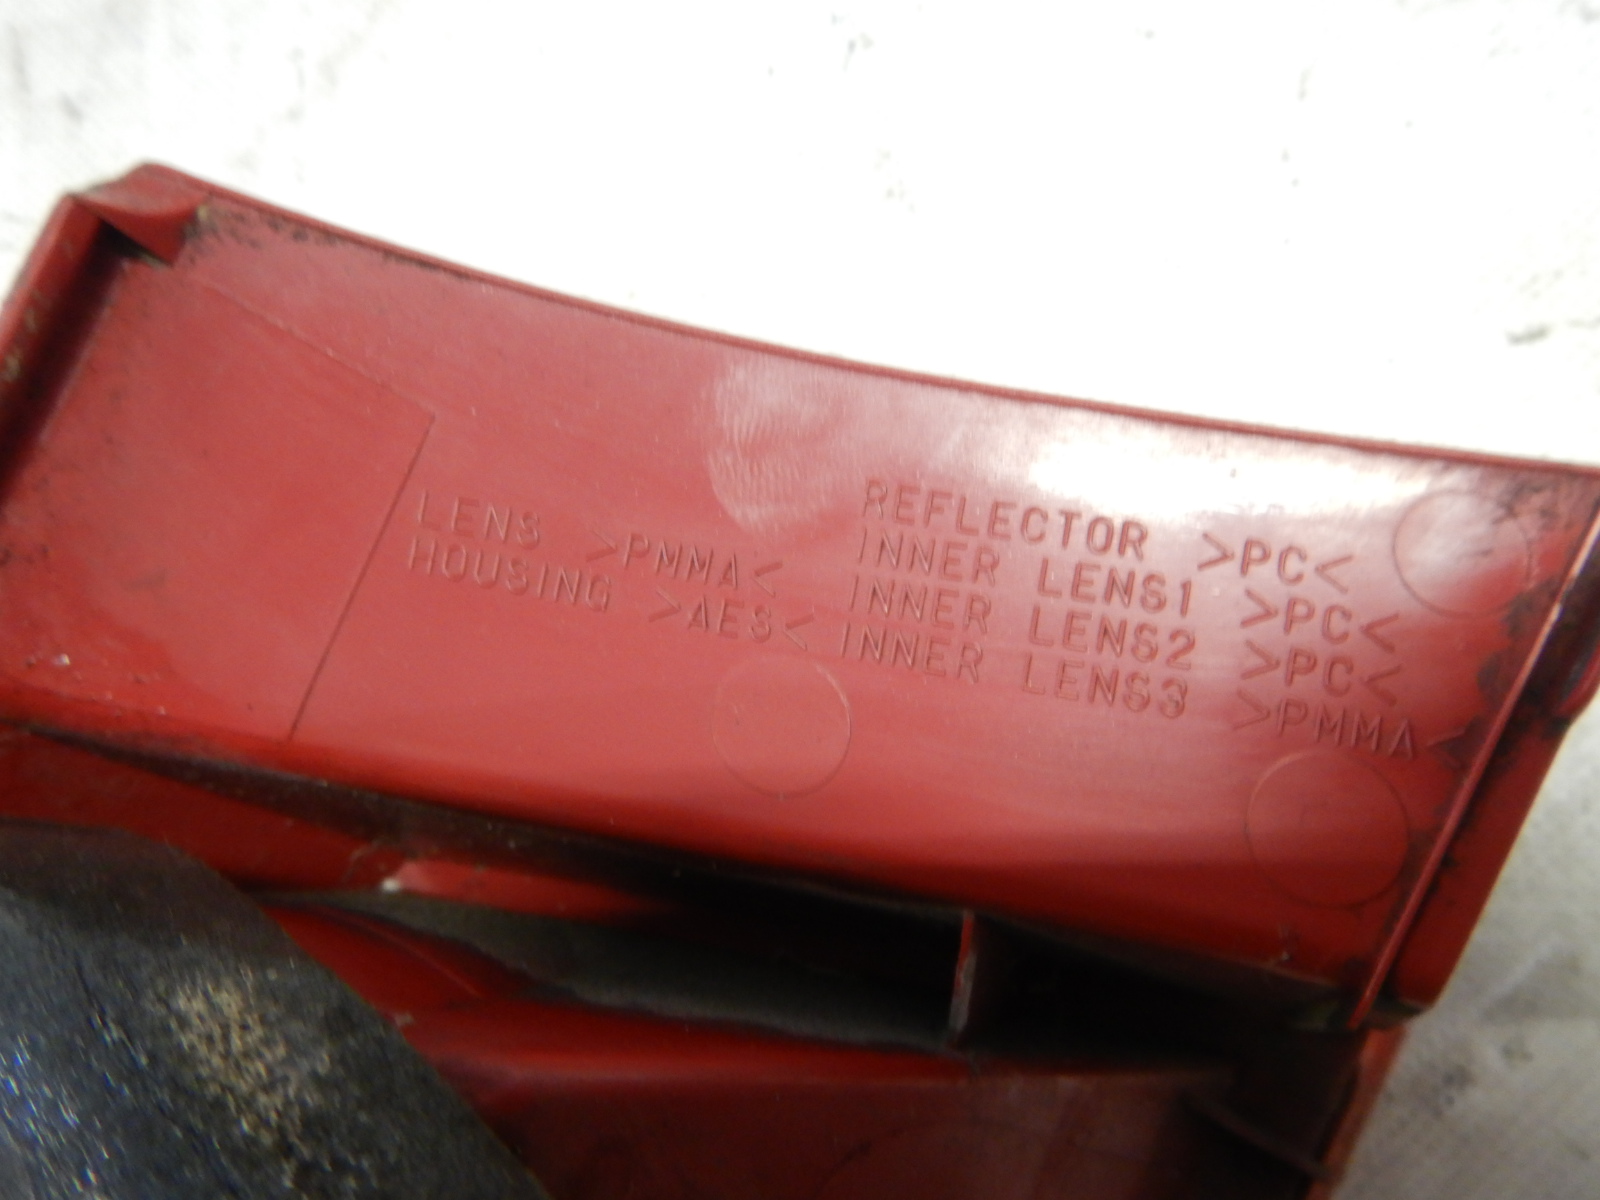 LENS >PMMA<
HOUSING >AES<
REFLECTOR >PC<
INNER LENS1 >PC<
INNER LENS2 >PC<
INNER LENS3 >PMMA<